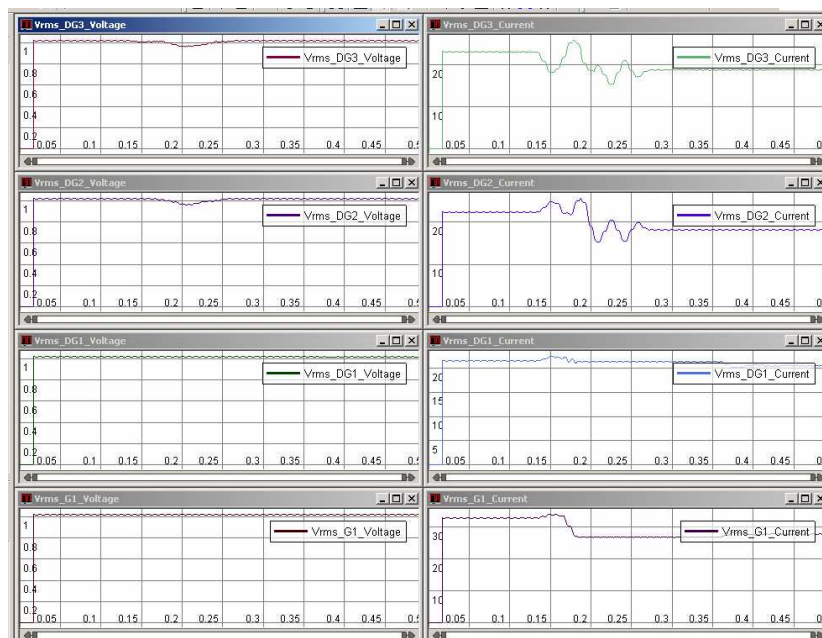 Vrms_DG3_Voltage
Vrms_DG3_Voltage
1
0.8
0.6
0.4
0.2
0.05 0.1 0.15 0.2 0.25 0.3 0.35 0.4 0.45 0.5
Vrms_DG3_Current
Vrms_DG3_Current
20
10
0.05 0.1 0.15 0.2 0.25 0.3 0.35 0.4 0.45
Vrms_DG2_Voltage
Vrms_DG2_Voltage
1
0.8
0.6
0.4
0.2
0.05 0.1 0.15 0.2 0.25 0.3 0.35 0.4 0.45 0.5
Vrms_DG2_Current
Vrms_DG2_Current
20
10
0.05 0.1 0.15 0.2 0.25 0.3 0.35 0.4 0.45
Vrms_DG1_Voltage
Vrms_DG1_Voltage
1
0.8
0.6
0.4
0.2
0.05 0.1 0.15 0.2 0.25 0.3 0.35 0.4 0.45 0.5
Vrms_DG1_Current
Vrms_DG1_Current
20
15
10
5
0.05 0.1 0.15 0.2 0.25 0.3 0.35 0.4 0.45
Vrms_G1_Voltage
Vrms_G1_Voltage
1
0.8
0.6
0.4
0.2
0.05 0.1 0.15 0.2 0.25 0.3 0.35 0.4 0.45 0.5
Vrms_G1_Current
Vrms_G1_Current
30
20
10
0.05 0.1 0.15 0.2 0.25 0.3 0.35 0.4 0.45